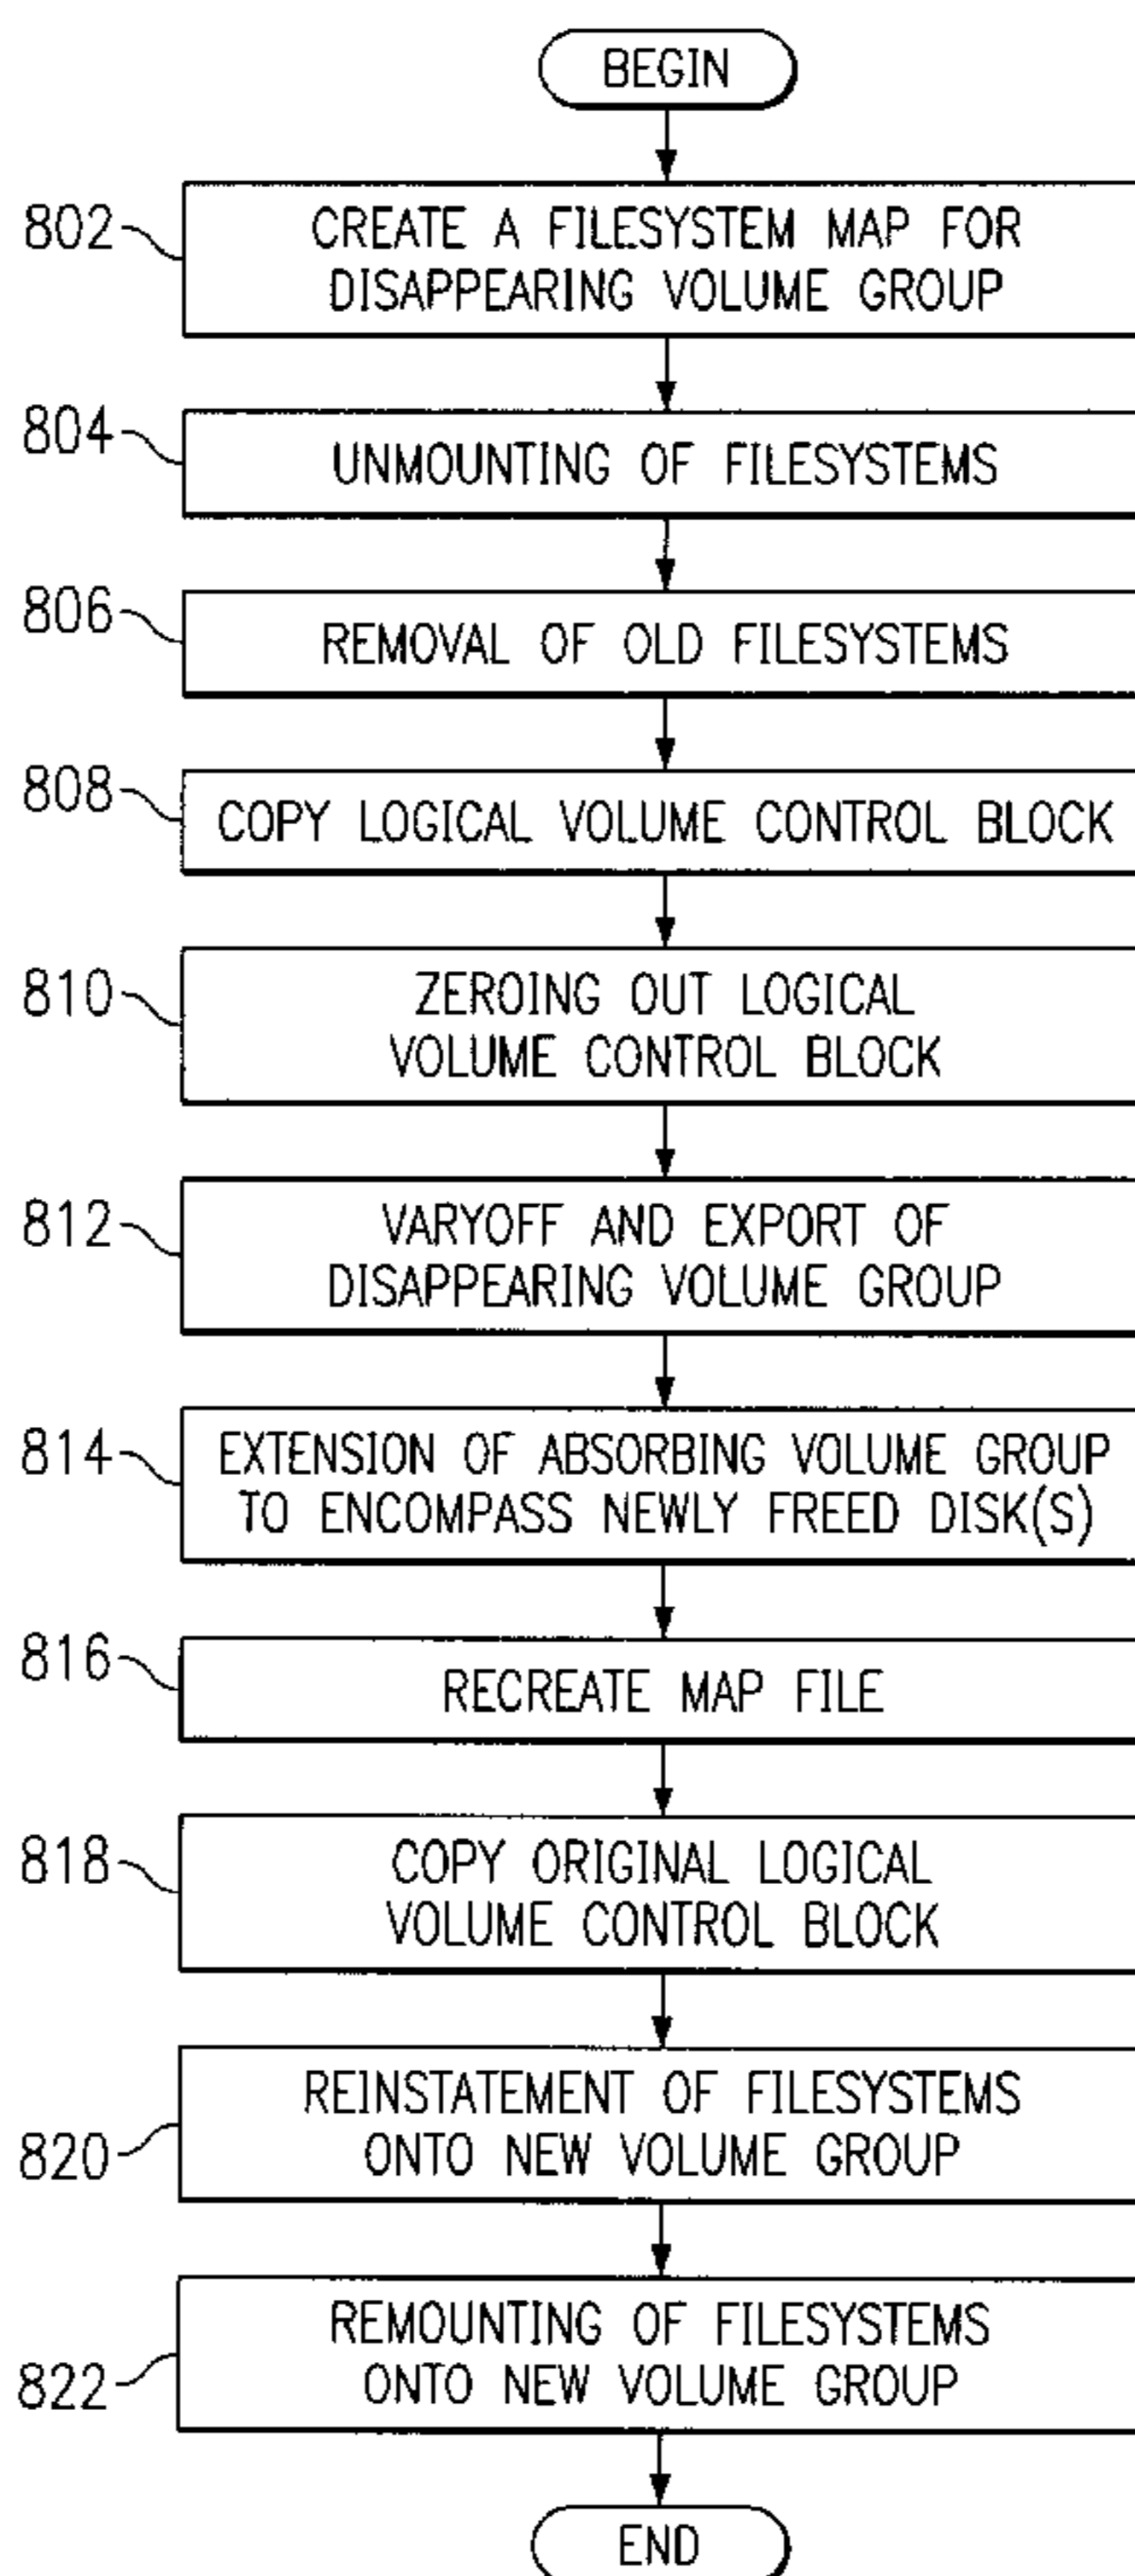 BEGIN
802
CREATE A FILESYSTEM MAP FOR
DISAPPEARING VOLUME GROUP
804
UNMOUNTING OF FILESYSTEMS
806
REMOVAL OF OLD FILESYSTEMS
808
COPY LOGICAL VOLUME CONTROL BLOCK
810
ZEROING OUT LOGICAL
VOLUME CONTROL BLOCK
812
VARYOFF AND EXPORT OF
DISAPPEARING VOLUME GROUP
814
EXTENSION OF ABSORBING VOLUME GROUP
TO ENCOMPASS NEWLY FREED DISK(S)
816
RECREATE MAP FILE
818
COPY ORIGINAL LOGICAL
VOLUME CONTROL BLOCK
820
REINSTATEMENT OF FILESYSTEMS
ONTO NEW VOLUME GROUP
822
REMOUNTING OF FILESYSTEMS
ONTO NEW VOLUME GROUP
END